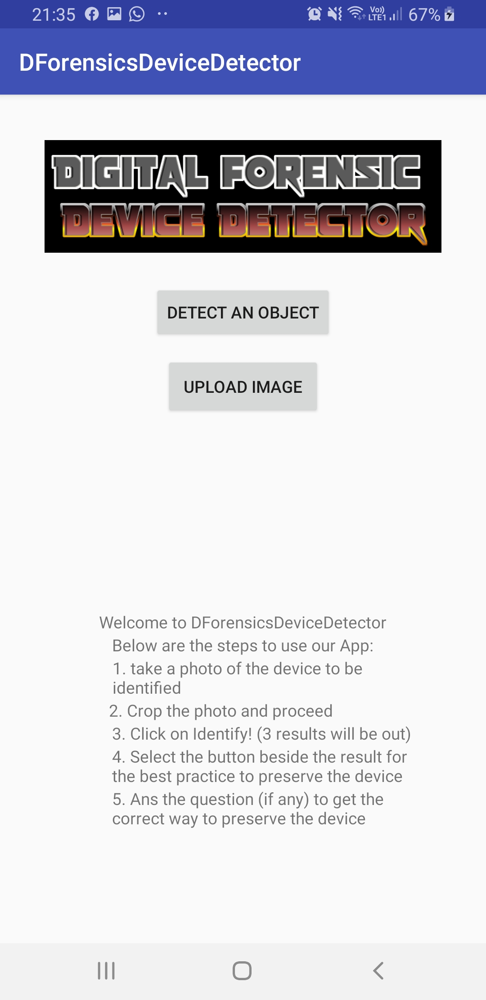 21:35
Vo)) LTE1 67%
DForensicsDeviceDetector
DIGITAL FORENSIC
DEVICE DETECTOR
DETECT AN OBJECT
UPLOAD IMAGE
Welcome to DForensicsDeviceDetector
Below are the steps to use our App:
1. take a photo of the device to be
identified
2. Crop the photo and proceed
3. Click on Identify! (3 results will be out)
4. Select the button beside the result for
the best practice to preserve the device
5. Ans the question (if any) to get the
correct way to preserve the device